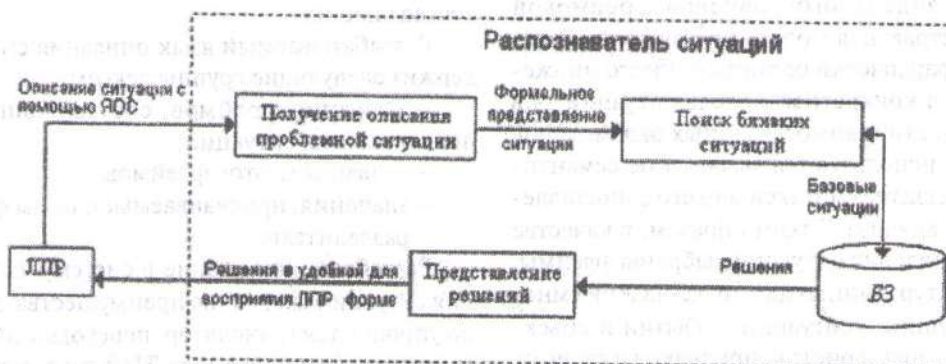 Распознаватель ситуаций
Описание ситуации с
помощью ЯОС
Получение описания
проблемной ситуации
Формальное
представление
ситуации
Поиск близких
ситуаций
Базовые
ситуации
ЛПР
Решения в удобной для
восприятия ЛПР форме
Представление
решений
Решения
БЗ